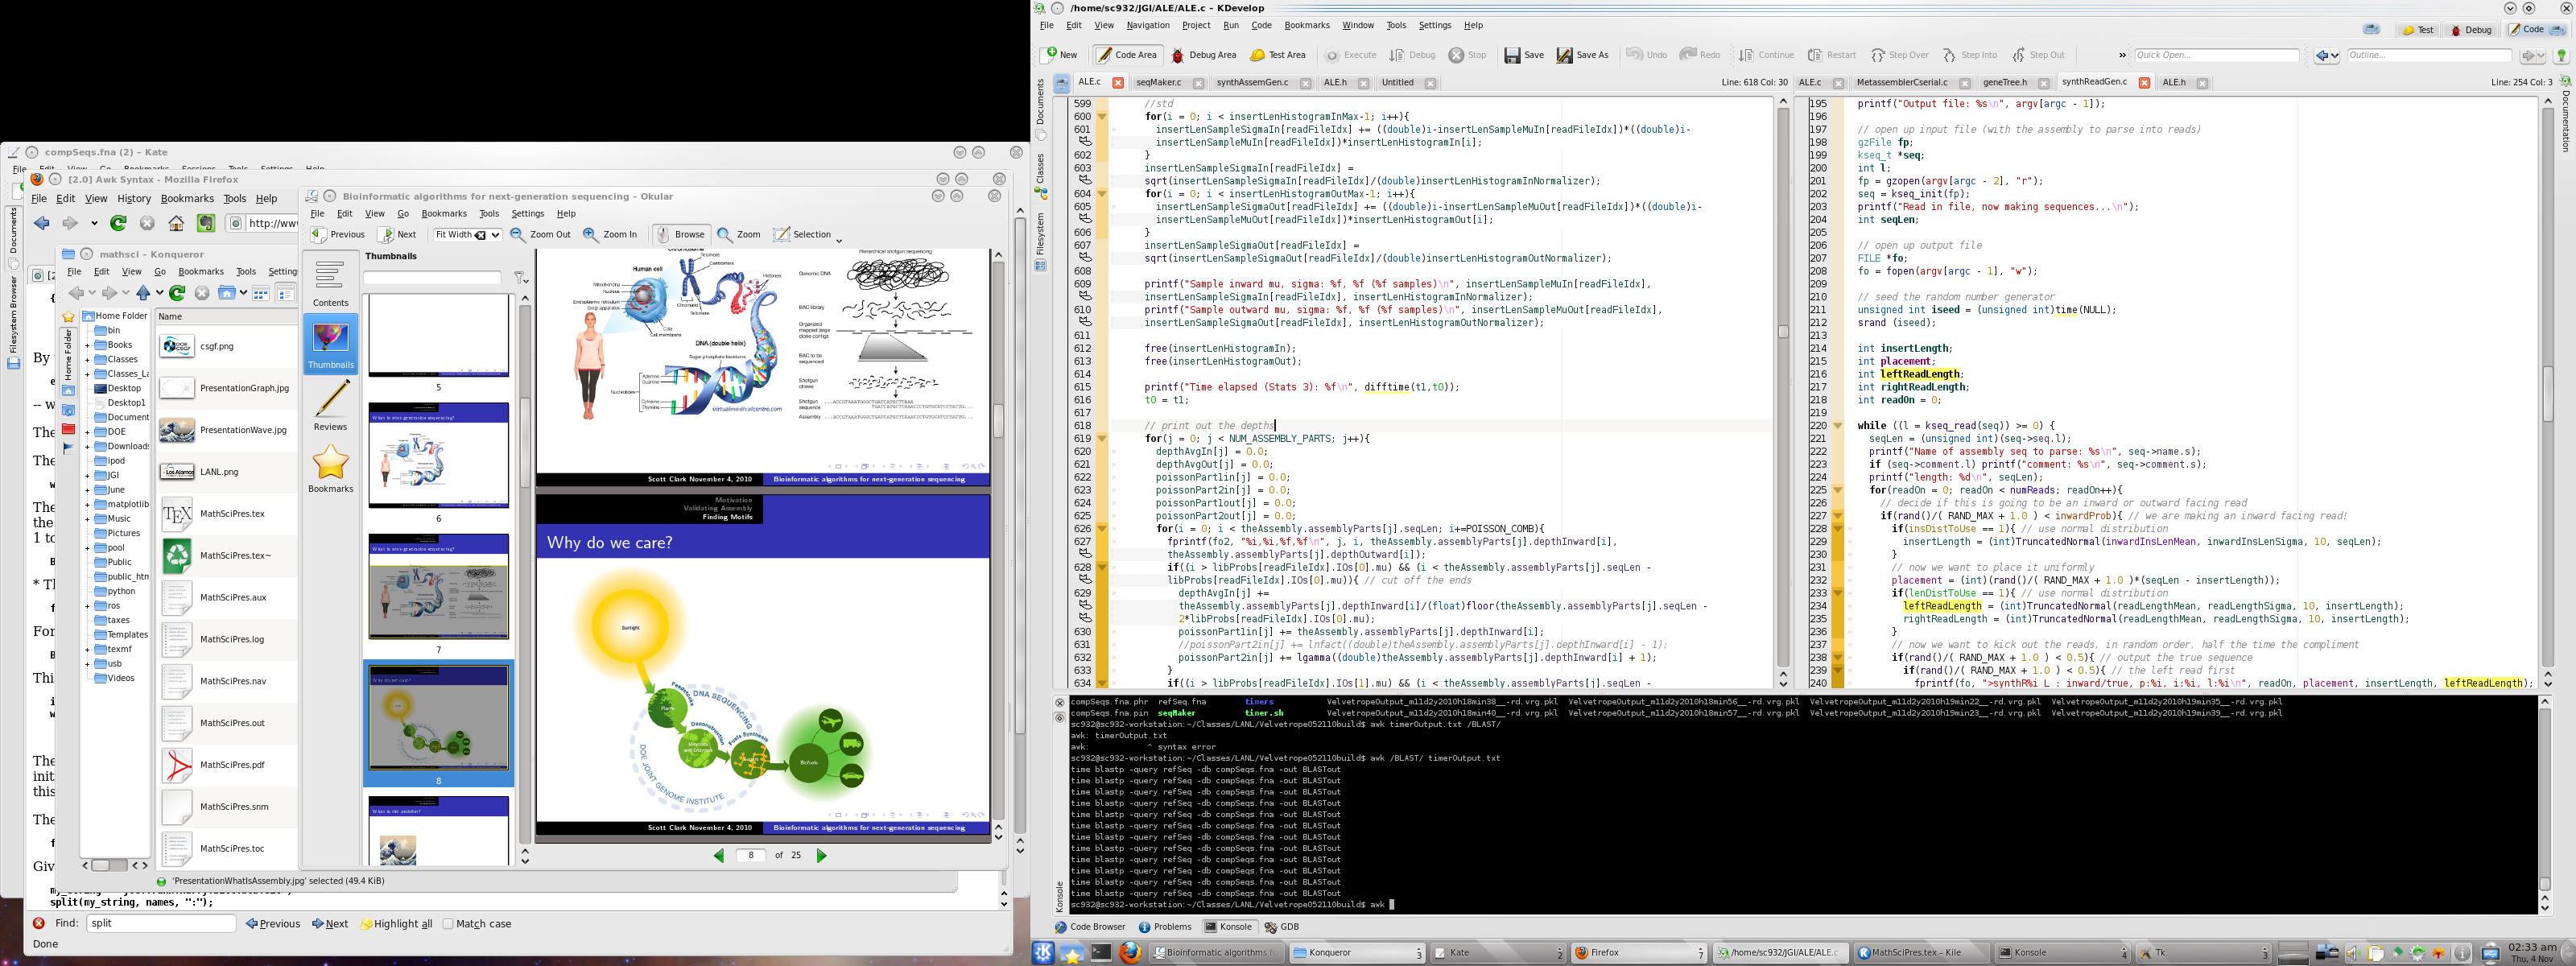 compSeqs.fna (2) – Kate
[2.0] Awk Syntax - Mozilla Firefox
File Edit View History Bookmarks Tools Help
mathsci – Konqueror
File Edit View Go Bookmarks Tools
Home Folder
bin
Books
Classes
Desktop
Desktop1
DOE
ipod
JGI
June
Music
Pictures
pool
Public
python
ros
taxes
Templates
texmf
usb
Videos
Name
csgf.png
PresentationGraph.jpg
PresentationWave.jpg
LANL.png
MathSciPres.tex
MathSciPres.tex~
MathSciPres.aux
MathSciPres.log
MathSciPres.nav
MathSciPres.out
MathSciPres.pdf
MathSciPres.snm
MathSciPres.toc
'PresentationWhatIsAssembly.jpg' selected (49.4 KiB)
split(my_string, names, ":");
Find: split Previous Next Highlight all Match case
Done
Bioinformatic algorithms for next-generation sequencing – Okular
File Edit View Go Bookmarks Tools Settings Help
Previous Next Fit Width Zoom Out Zoom In Browse Zoom Selection
Contents
Thumbnails
Reviews
Bookmarks
Thumbnails
5
6
7
8
Human cell
DNA (double helix)
Scott Clark November 4, 2010 Bioinformatic algorithms for next-generation sequencing
Motivation
Validating Assembly
Finding Motifs
Why do we care?
Sunlight
DNA SEQUENCING
DOE JOINT GENOME INSTITUTE
Biofuels
Scott Clark November 4, 2010 Bioinformatic algorithms for next-generation sequencing
8 of 25
/home/sc932/JGI/ALE/ALE.c – KDevelop
File Edit View Navigation Project Run Code Bookmarks Window Tools Settings Help
Test Debug Code
New Code Area Debug Area Test Area Execute Debug Stop Save Save As Undo Redo Continue Restart Step Over Step Into Step Out Quick Open... Outline...
ALE.c seqMaker.c synthAssemGen.c ALE.h Untitled Line: 618 Col: 30
Documents
Classes
Filesystem
599 //std
600 for(i = 0; i < insertLenHistogramInMax-1; i++){
601 insertLenSampleSigmaIn[readFileIdx] += ((double)i-insertLenSampleMuIn[readFileIdx])*((double)i-
insertLenSampleMuIn[readFileIdx])*insertLenHistogramIn[i];
602 }
603 insertLenSampleSigmaIn[readFileIdx] =
sqrt(insertLenSampleSigmaIn[readFileIdx]/(double)insertLenHistogramInNormalizer);
604 for(i = 0; i < insertLenHistogramOutMax-1; i++){
605 insertLenSampleSigmaOut[readFileIdx] += ((double)i-insertLenSampleMuOut[readFileIdx])*((double)i-
insertLenSampleMuOut[readFileIdx])*insertLenHistogramOut[i];
606 }
607 insertLenSampleSigmaOut[readFileIdx] =
sqrt(insertLenSampleSigmaOut[readFileIdx]/(double)insertLenHistogramOutNormalizer);
608
609 printf("Sample inward mu, sigma: %f, %f (%f samples)\n", insertLenSampleMuIn[readFileIdx],
insertLenSampleSigmaIn[readFileIdx], insertLenHistogramInNormalizer);
610 printf("Sample outward mu, sigma: %f, %f (%f samples)\n", insertLenSampleMuOut[readFileIdx],
insertLenSampleSigmaOut[readFileIdx], insertLenHistogramOutNormalizer);
611
612 free(insertLenHistogramIn);
613 free(insertLenHistogramOut);
614
615 printf("Time elapsed (Stats 3): %f\n", difftime(t1,t0));
616 t0 = t1;
617
618 // print out the depths
619 for(j = 0; j < NUM_ASSEMBLY_PARTS; j++){
620 depthAvgIn[j] = 0.0;
621 depthAvgOut[j] = 0.0;
622 poissonPart1in[j] = 0.0;
623 poissonPart2in[j] = 0.0;
624 poissonPart1out[j] = 0.0;
625 poissonPart2out[j] = 0.0;
626 for(i = 0; i < theAssembly.assemblyParts[j].seqLen; i+=POISSON_COMB){
627 fprintf(fo2, "%i,%i,%f,%f\n", j, i, theAssembly.assemblyParts[j].depthInward[i],
theAssembly.assemblyParts[j].depthOutward[i]);
628 if((i > libProbs[readFileIdx].IOs[0].mu) && (i < theAssembly.assemblyParts[j].seqLen -
libProbs[readFileIdx].IOs[0].mu)){ // cut off the ends
629 depthAvgIn[j] +=
theAssembly.assemblyParts[j].depthInward[i]/(float)floor(theAssembly.assemblyParts[j].seqLen -
2*libProbs[readFileIdx].IOs[0].mu);
630 poissonPart1in[j] += theAssembly.assemblyParts[j].depthInward[i];
631 //poissonPart2in[j] += lnfact((double)theAssembly.assemblyParts[j].depthInward[i] - 1);
632 poissonPart2in[j] += lgamma((double)theAssembly.assemblyParts[j].depthInward[i] + 1);
633 }
634 if((i > libProbs[readFileIdx].IOs[1].mu) && (i < theAssembly.assemblyParts[j].seqLen -
ALE.c MetassemblerCserial.c geneTree.h synthReadGen.c ALE.h Line: 254 Col: 3
Documentation
195 printf("Output file: %s\n", argv[argc - 1]);
196
197 // open up input file (with the assembly to parse into reads)
198 gzFile fp;
199 kseq_t *seq;
200 int l;
201 fp = gzopen(argv[argc - 2], "r");
202 seq = kseq_init(fp);
203 printf("Read in file, now making sequences...\n");
204 int seqLen;
205
206 // open up output file
207 FILE *fo;
208 fo = fopen(argv[argc - 1], "w");
209
210 // seed the random number generator
211 unsigned int iseed = (unsigned int)time(NULL);
212 srand (iseed);
213
214 int insertLength;
215 int placement;
216 int leftReadLength;
217 int rightReadLength;
218 int readOn = 0;
219
220 while ((l = kseq_read(seq)) >= 0) {
221 seqLen = (unsigned int)(seq->seq.l);
222 printf("Name of assembly seq to parse: %s\n", seq->name.s);
223 if (seq->comment.l) printf("comment: %s\n", seq->comment.s);
224 printf("length: %d\n", seqLen);
225 for(readOn = 0; readOn < numReads; readOn++){
226 // decide if this is going to be an inward or outward facing read
227 if(rand()/( RAND_MAX + 1.0 ) < inwardProb){ // we are making an inward facing read!
228 if(insDistToUse == 1){ // use normal distribution
229 insertLength = (int)TruncatedNormal(inwardInsLenMean, inwardInsLenSigma, 10, seqLen);
230 }
231 // now we want to place it uniformly
232 placement = (int)(rand()/( RAND_MAX + 1.0 )*(seqLen - insertLength));
233 if(lenDistToUse == 1){ // use normal distribution
234 leftReadLength = (int)TruncatedNormal(readLengthMean, readLengthSigma, 10, insertLength);
235 rightReadLength = (int)TruncatedNormal(readLengthMean, readLengthSigma, 10, insertLength);
236 }
237 // now we want to kick out the reads, in random order, half the time the compliment
238 if(rand()/( RAND_MAX + 1.0 ) < 0.5){ // output the true sequence
239 if(rand()/( RAND_MAX + 1.0 ) < 0.5){ // the left read first
240 fprintf(fo, ">synthR%i L : inward/true, p:%i, i:%i, l:%i\n", readOn, placement, insertLength, leftReadLength);
compSeqs.fna.phr refSeq.fna tiners VelvetropeOutput_m11d2y2010h18min38__-rd.vrg.pkl VelvetropeOutput_m11d2y2010h18min56__-rd.vrg.pkl VelvetropeOutput_m11d2y2010h19min22__-rd.vrg.pkl VelvetropeOutput_m11d2y2010h19min35__-rd.vrg.pkl
compSeqs.fna.pin seqMaker tiner.sh VelvetropeOutput_m11d2y2010h18min40__-rd.vrg.pkl VelvetropeOutput_m11d2y2010h18min57__-rd.vrg.pkl VelvetropeOutput_m11d2y2010h19min23__-rd.vrg.pkl VelvetropeOutput_m11d2y2010h19min39__-rd.vrg.pkl
sc932@sc932-workstation:~/Classes/LANL/Velvetrope052110build$ awk timerOutput.txt /BLAST/
awk: timerOutput.txt
awk: ^ syntax error
sc932@sc932-workstation:~/Classes/LANL/Velvetrope052110build$ awk /BLAST/ timerOutput.txt
time blastp -query refSeq -db compSeqs.fna -out BLASTout
time blastp -query refSeq -db compSeqs.fna -out BLASTout
time blastp -query refSeq -db compSeqs.fna -out BLASTout
time blastp -query refSeq -db compSeqs.fna -out BLASTout
time blastp -query refSeq -db compSeqs.fna -out BLASTout
time blastp -query refSeq -db compSeqs.fna -out BLASTout
time blastp -query refSeq -db compSeqs.fna -out BLASTout
time blastp -query refSeq -db compSeqs.fna -out BLASTout
time blastp -query refSeq -db compSeqs.fna -out BLASTout
time blastp -query refSeq -db compSeqs.fna -out BLASTout
time blastp -query refSeq -db compSeqs.fna -out BLASTout
time blastp -query refSeq -db compSeqs.fna -out BLASTout
sc932@sc932-workstation:~/Classes/LANL/Velvetrope052110build$ awk
Konsole
Code Browser Problems Konsole GDB
Bioinformatic algorithms Konqueror 3 Kate 2 Firefox 7 /home/sc932/JGI/ALE/ALE.c MathSciPres.tex – Kile Konsole 4 Tk 3
02:33 am
Thu, 4 Nov